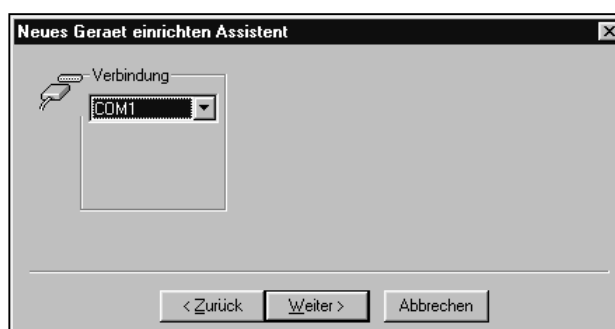 Neues Geraet einrichten Assistent
Verbindung
COM1
< Zurück Weiter > Abbrechen